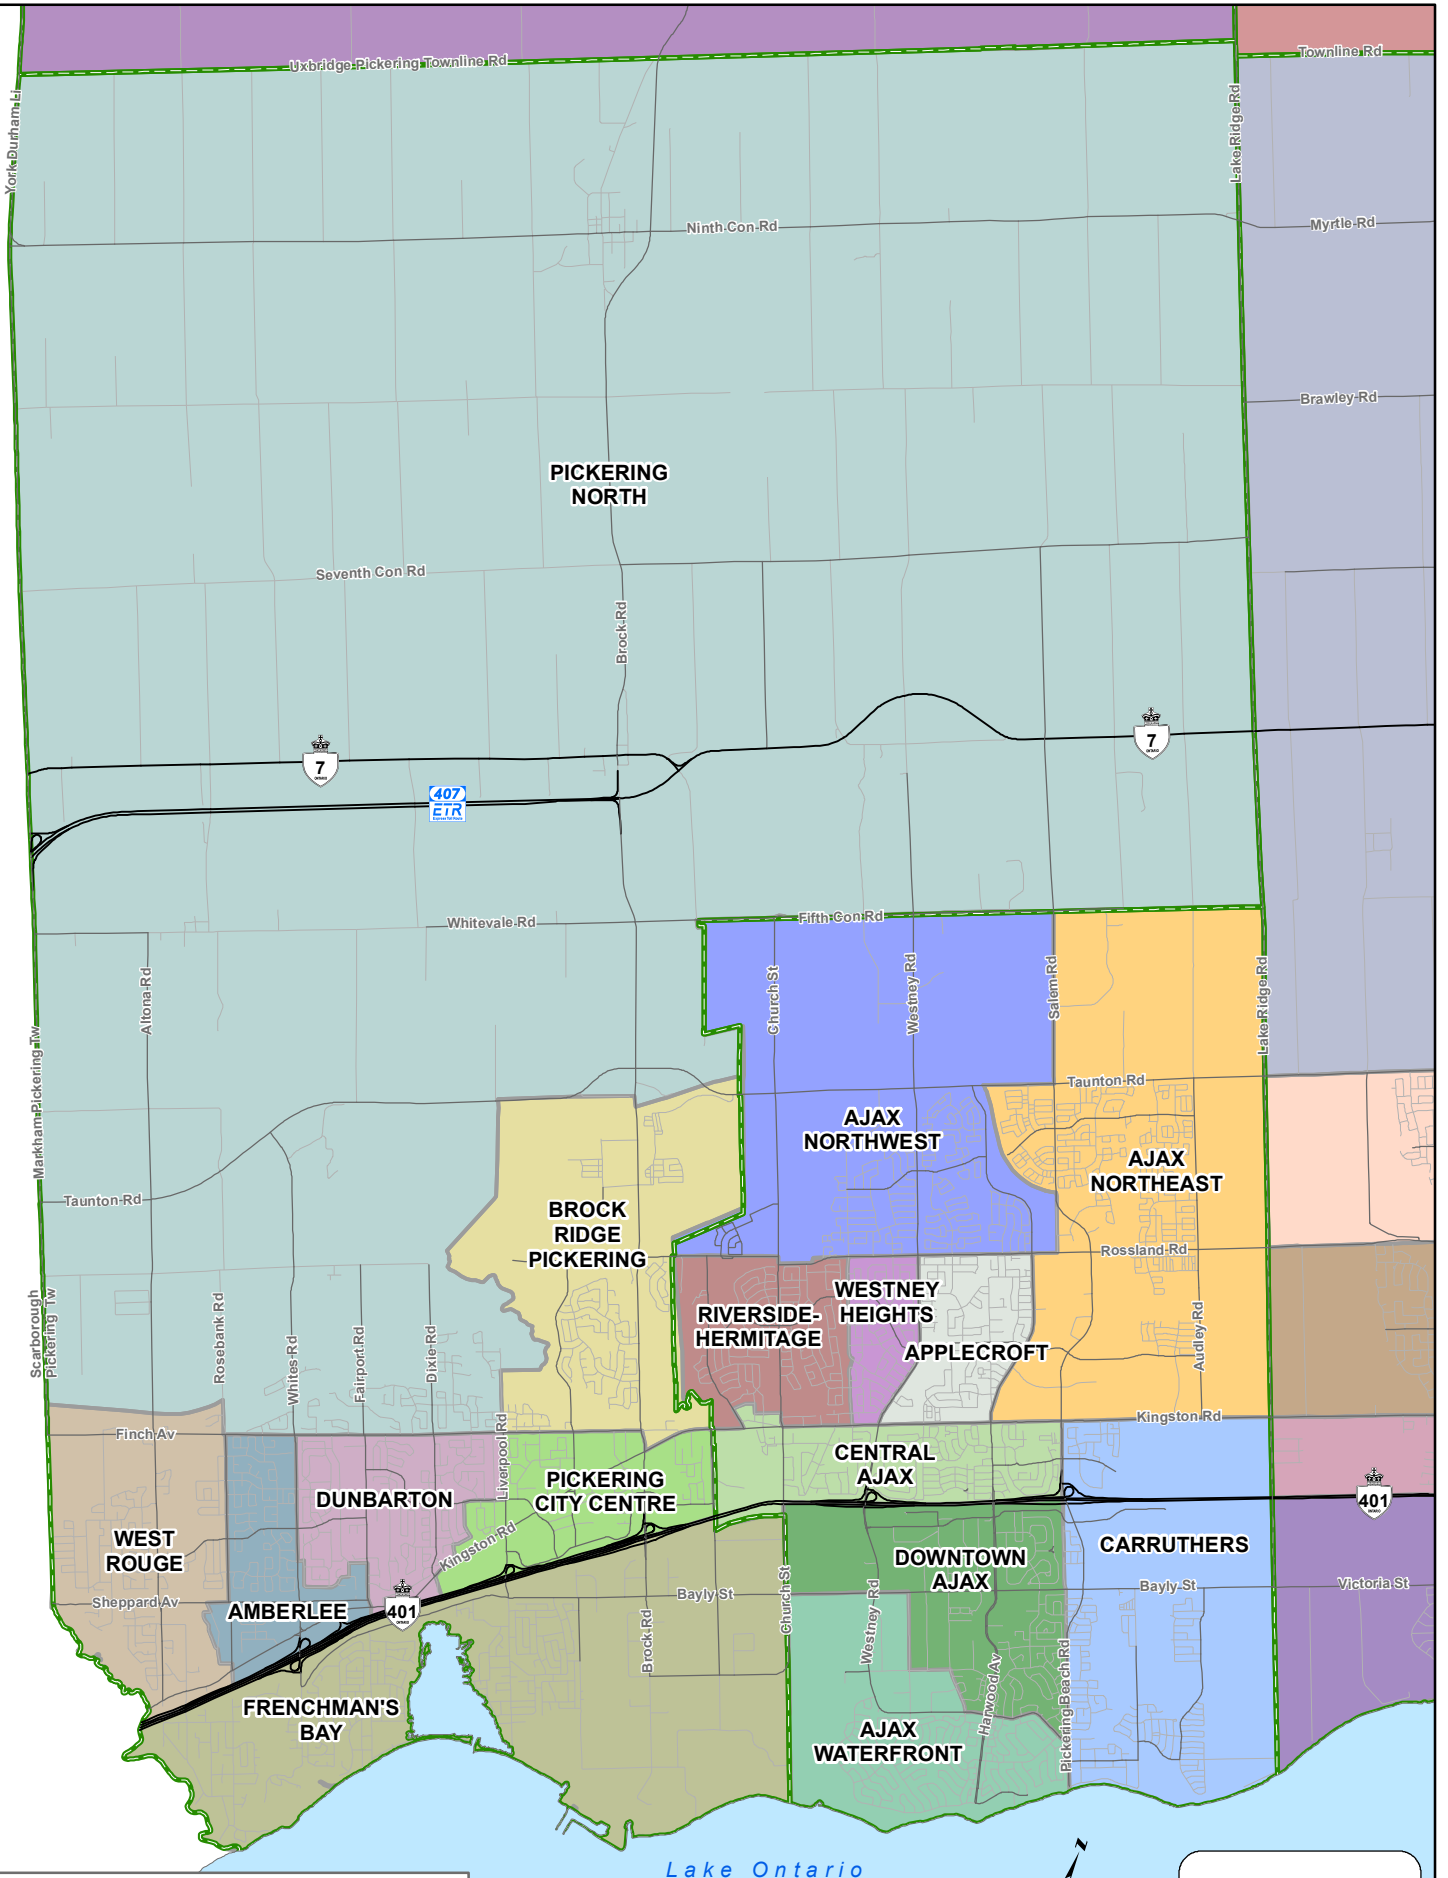 Uxbridge Pickering Townline Rd
Townline Rd
York Durham Li
Lake Ridge Rd
Ninth Con Rd
Myrtle Rd
Brawley Rd
PICKERING
NORTH
Seventh Con Rd
Brock Rd
7
ONTARIO
7
ONTARIO
407
ETR
Whitevale Rd
Fifth Con Rd
Altona Rd
Church St
Westney Rd
Salem Rd
Lake Ridge Rd
Markham Pickering Tw
Taunton Rd
AJAX
NORTHWEST
AJAX
NORTHEAST
Taunton Rd
BROCK
RIDGE
PICKERING
Rossland Rd
Scarborough
Pickering Tw
Rosebank Rd
Whites Rd
Fairport Rd
Dixie Rd
WESTNEY
HEIGHTS
RIVERSIDE-
HERMITAGE
APPLECROFT
Audley Rd
Kingston Rd
Finch Av
Liverpool Rd
CENTRAL
AJAX
PICKERING
CITY CENTRE
DUNBARTON
401
ONTARIO
WEST
ROUGE
Kingston Rd
CARRUTHERS
DOWNTOWN
AJAX
Sheppard Av
AMBERLEE
401
ONTARIO
Bayly St
Church St
Westney Rd
Bayly St
Victoria St
Brock Rd
Harwood Av
Pickering Beach Rd
FRENCHMAN'S
BAY
AJAX
WATERFRONT
Lake Ontario
N